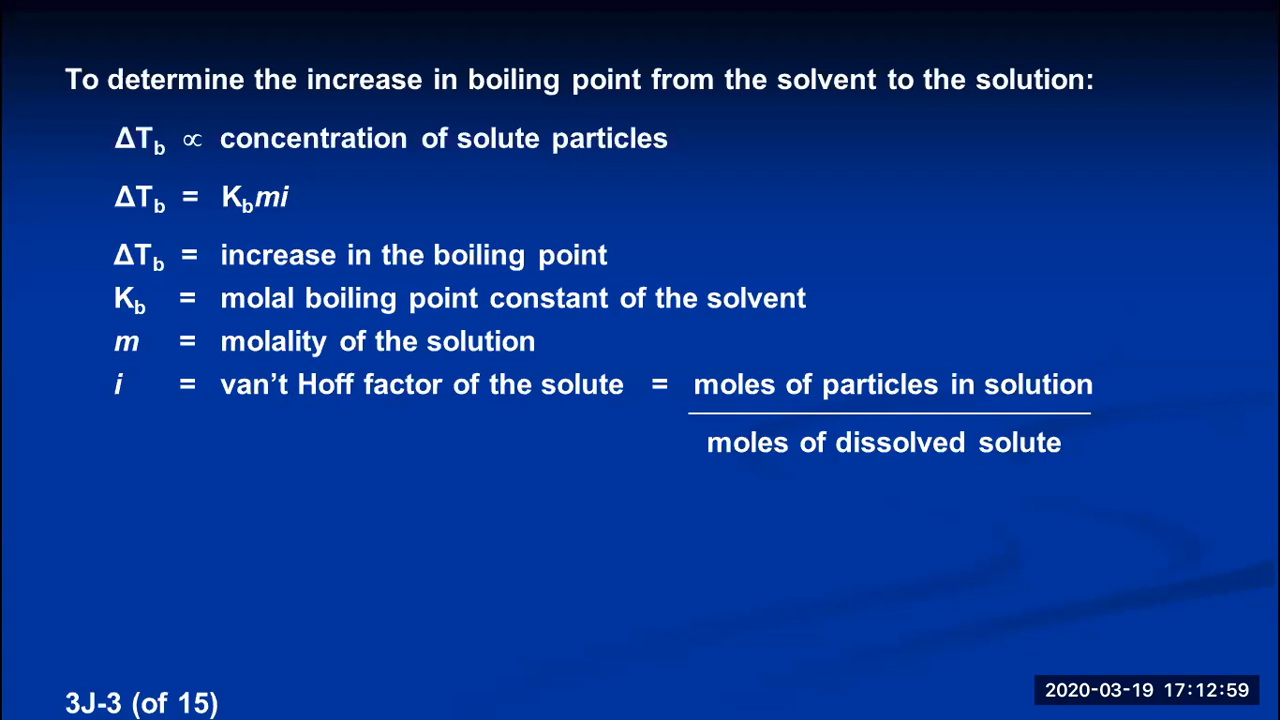 To determine the increase in boiling point from the solvent to the solution:
ΔTb ∝ concentration of solute particles
ΔTb = Kbmi
ΔTb = increase in the boiling point
Kb = molal boiling point constant of the solvent
m = molality of the solution
i = van’t Hoff factor of the solute = moles of particles in solution
moles of dissolved solute
3J-3 (of 15)
2020-03-19 17:12:59